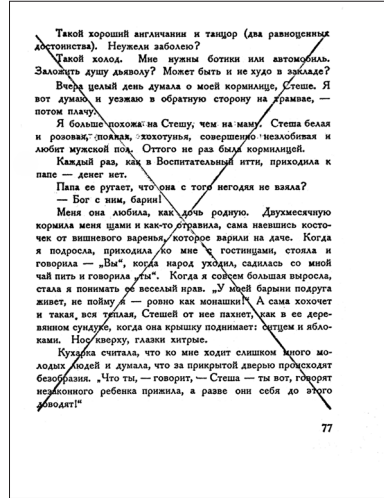 Такой хороший англичанин и танцор (два равноценных
достоинства). Неужели заболею?
Такой холод. Мне нужны ботики или автомобиль.
Заложить душу дьяволу? Может быть и не худо в закладе?
Вчера целый день думала о моей кормилице, Стеше. Я
вот думаю и уезжаю в обратную сторону на трамвае, —
потом плачу.
Я больше похожа на Стешу, чем на маму. Стеша белая
и розовая, полная, хохотунья, совершенно незлобивая и
любит мужской пол. Оттого не раз была кормилицей.
Каждый раз, как в Воспитательный итти, приходила к
папе — денег нет.
Папа ее ругает, что она с того негодяя не взяла?
— Бог с ним, барин!
Меня она любила, как дочь родную. Двухмесячную
кормила меня щами и как-то отравила, сама наевшись косто-
чек от вишневого варенья, которое варили на даче. Когда
я подросла, приходила ко мне с гостинцами, стояла и
говорила — „Вы“, когда народ уходил, садилась со мной
чай пить и говорила „ты“. Когда я совсем большая выросла,
стала я понимать ее веселый нрав. „У моей барыни подруга
живет, не пойму я — ровно как монашки!“ А сама хохочет
и такая вся теплая, Стешей от нее пахнет, как в ее дере-
вянном сундуке, когда она крышку поднимает: ситцем и ябло-
ками. Нос кверху, глазки хитрые.
Кухарка считала, что ко мне ходит слишком много мо-
лодых людей и думала, что за прикрытой дверью происходят
безобразия. „Что ты, — говорит, — Стеша — ты вот, говорят
незаконного ребенка прижила, а разве они себя до этого
доводят!“
77